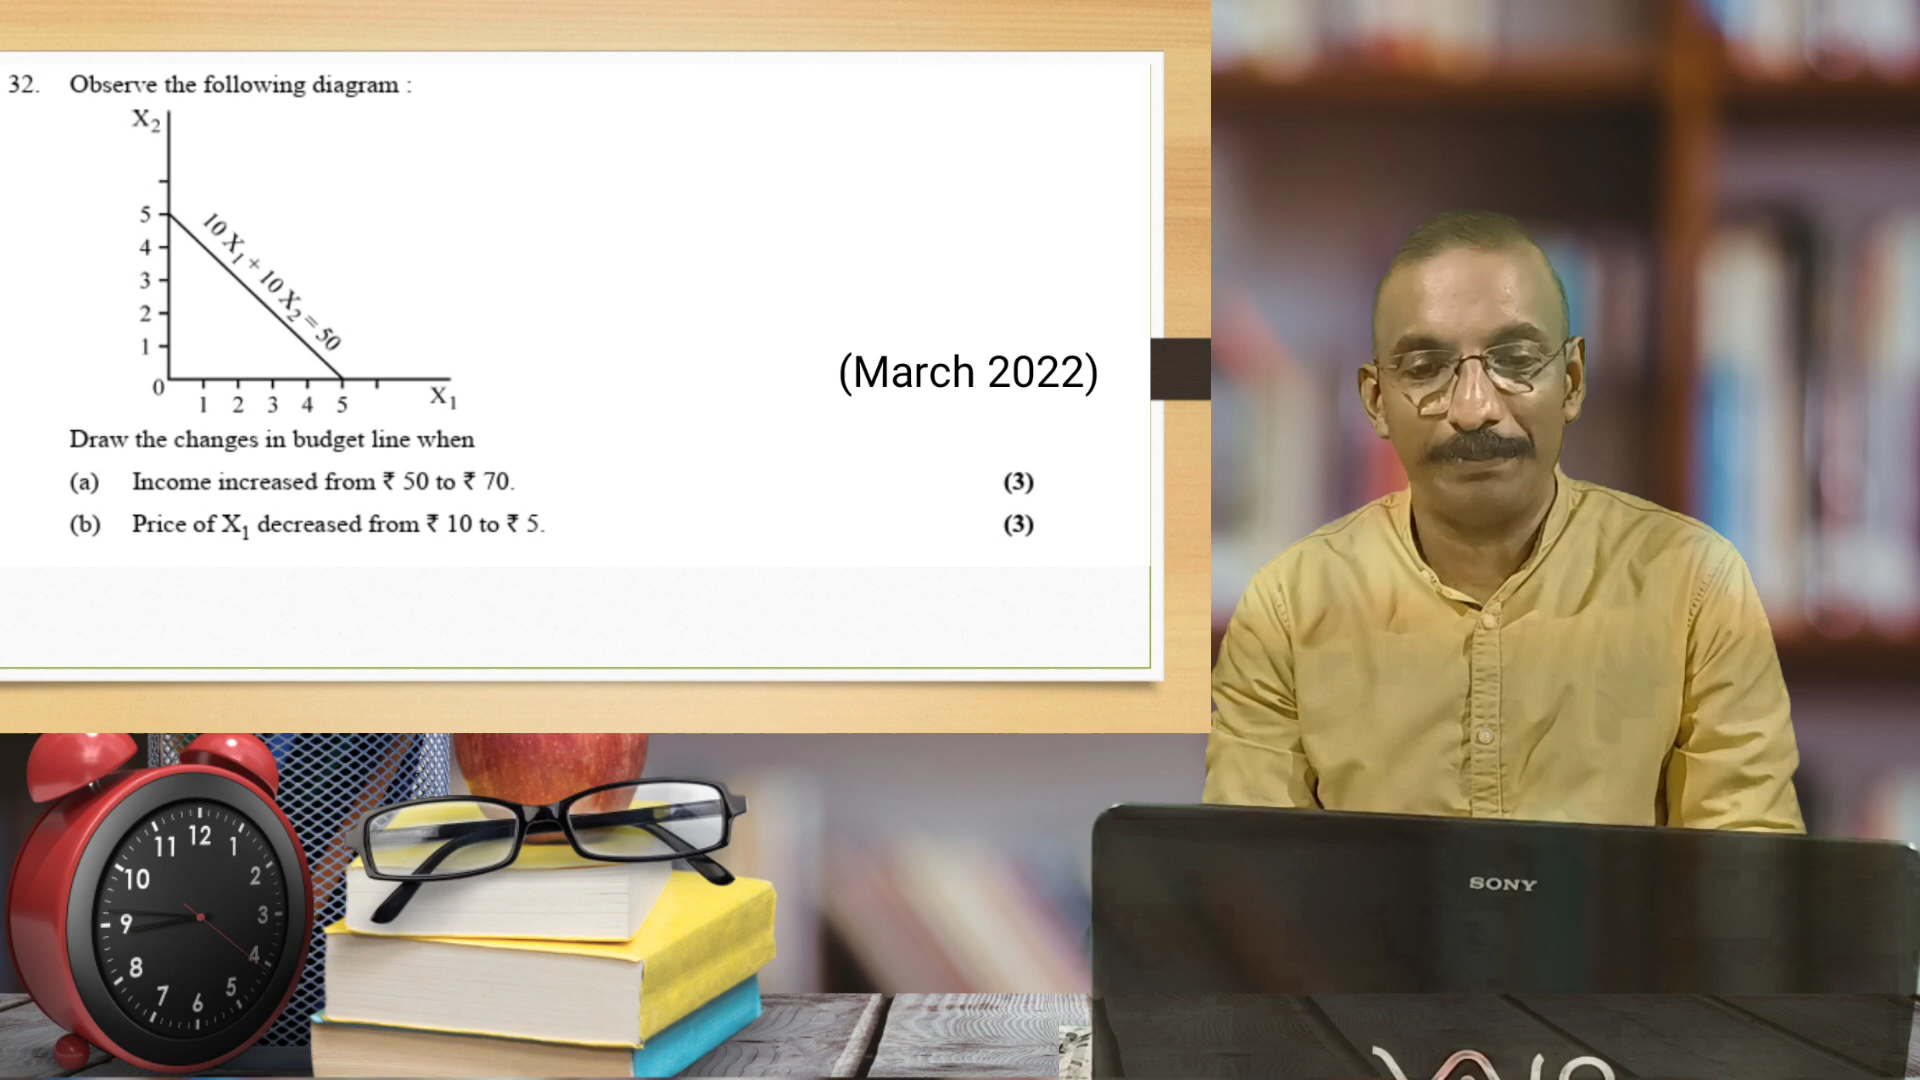 32. Observe the following diagram :
X2
5
4
3
2
1
0
10 X1 + 10 X2 = 50
1 2 3 4 5
X1
(March 2022)
Draw the changes in budget line when
(a) Income increased from ₹ 50 to ₹ 70. (3)
(b) Price of X1 decreased from ₹ 10 to ₹ 5. (3)
12
1
2
3
4
5
6
7
8
9
10
11
SONY
VAIO